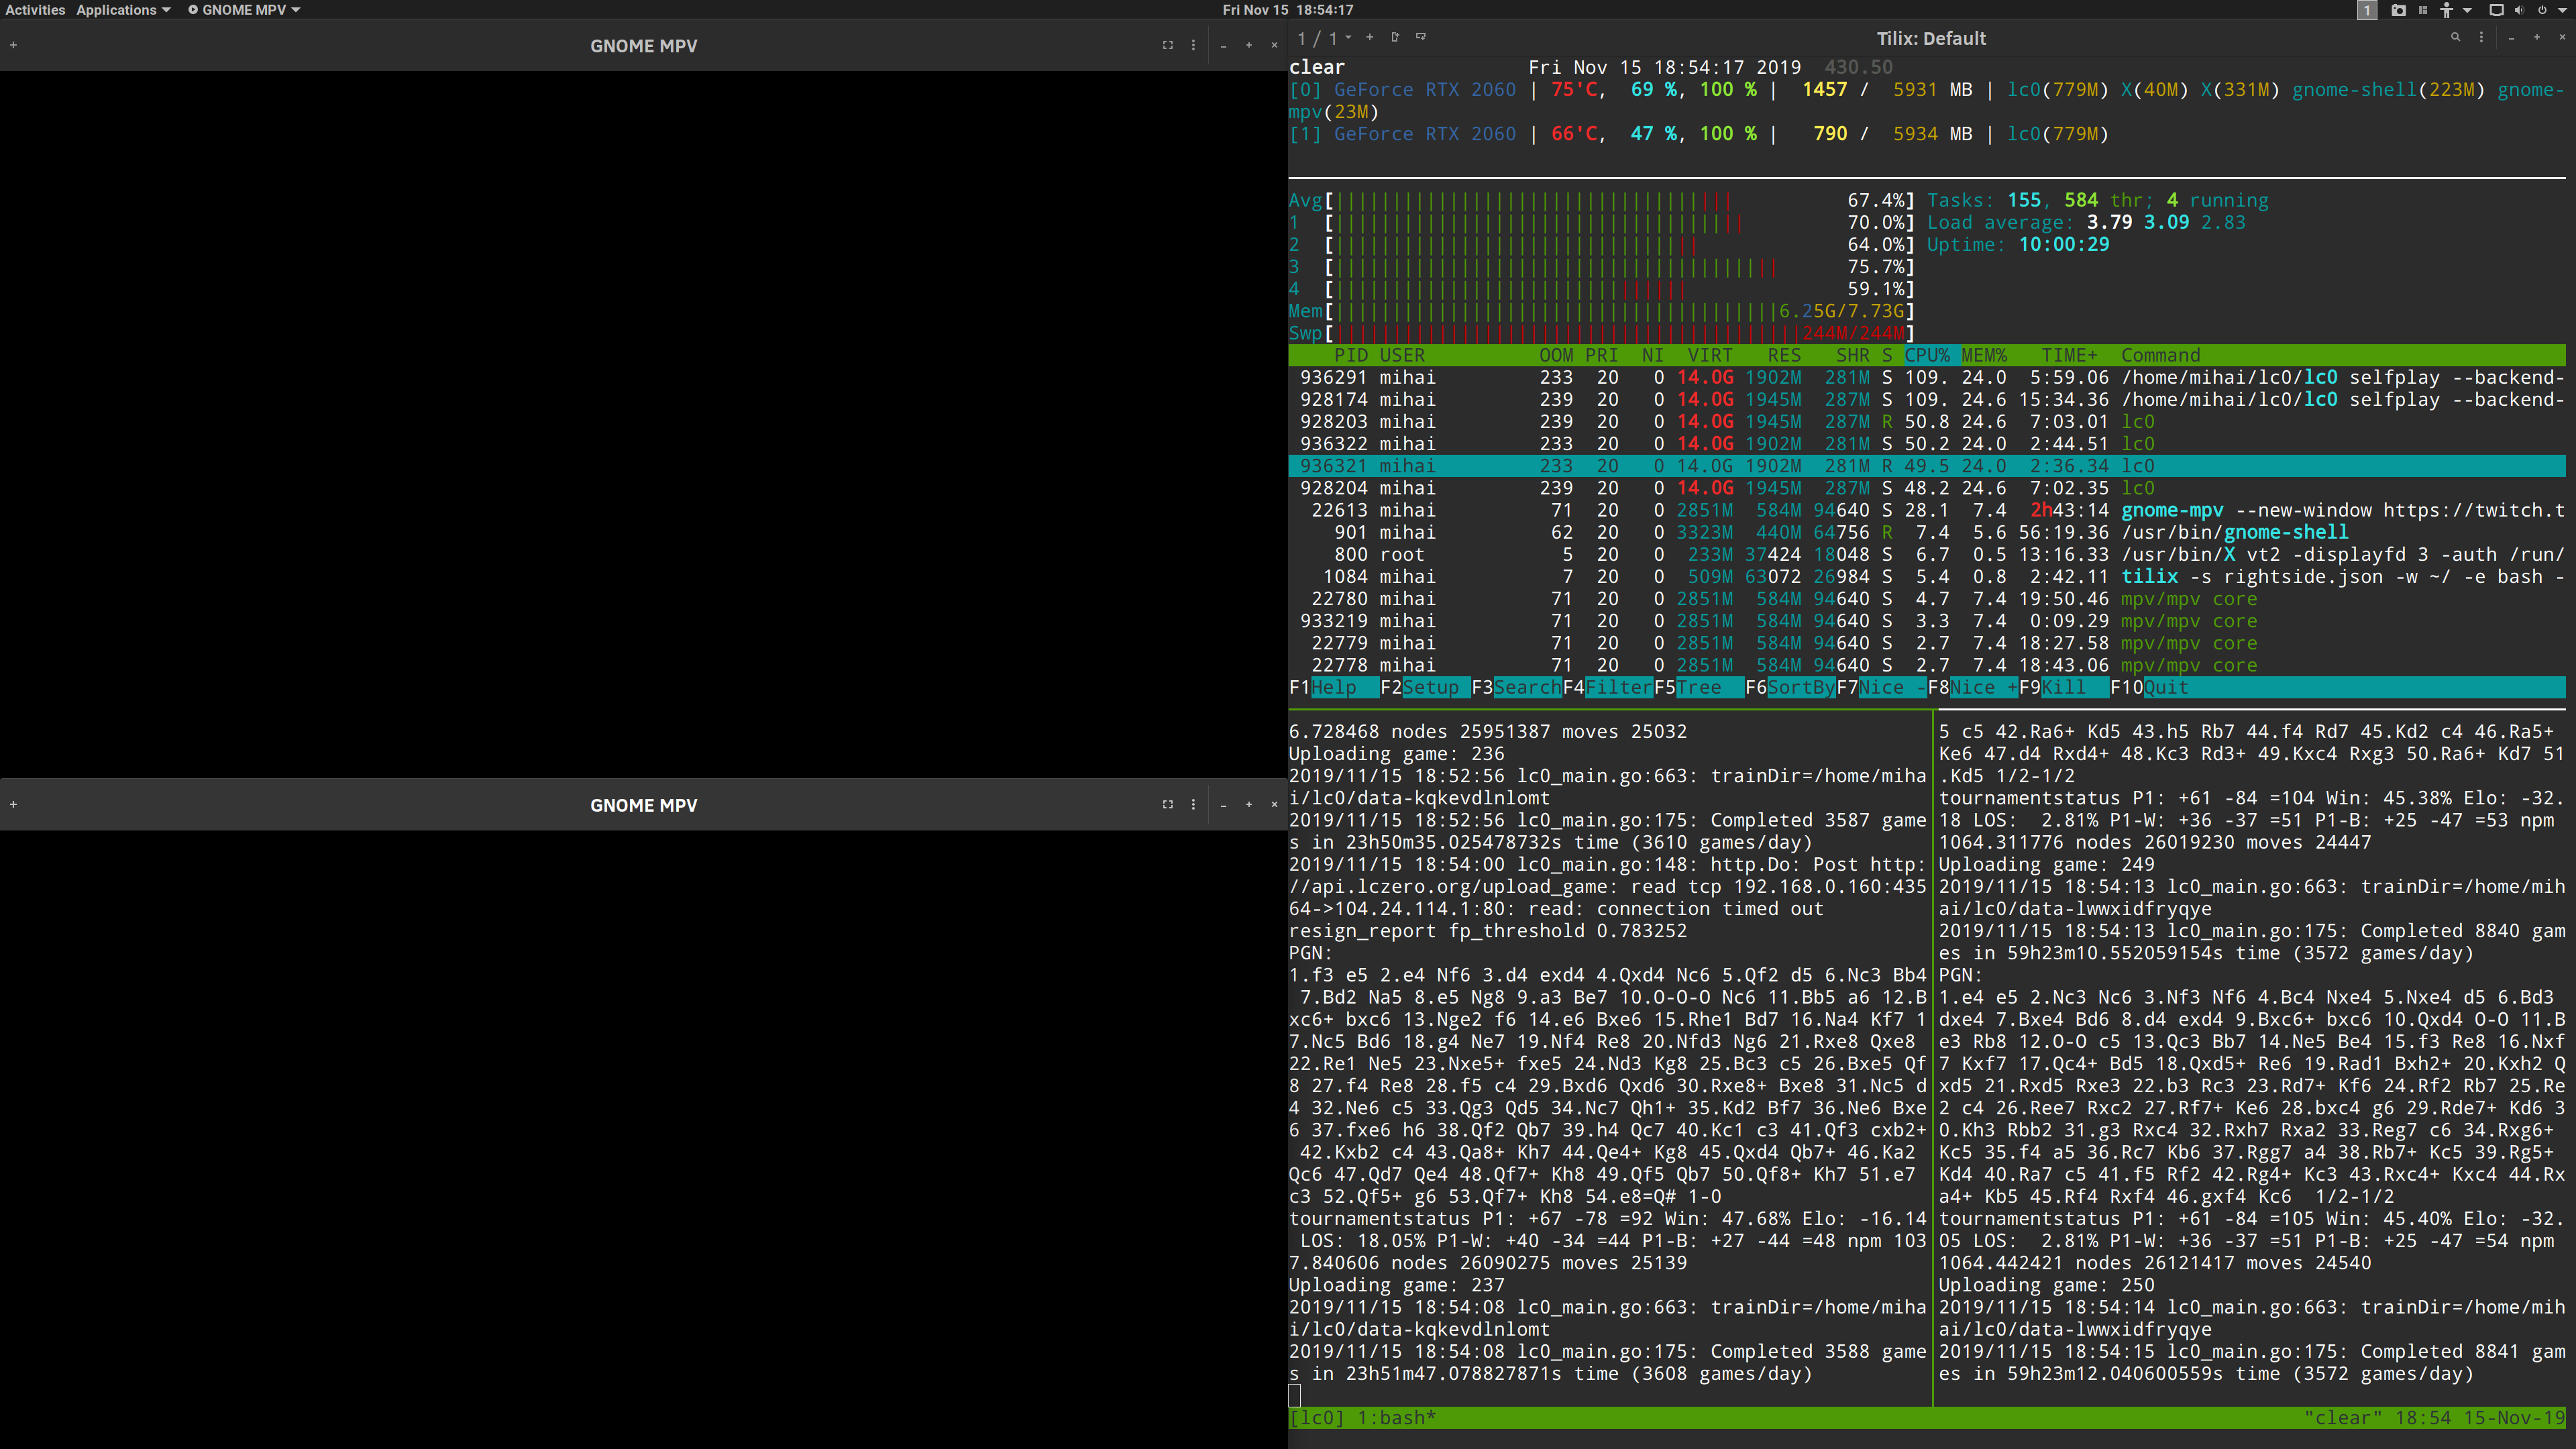 Activities Applications GNOME MPV Fri Nov 15 18:54:17 1
GNOME MPV
GNOME MPV
1 / 1 Tilix: Default
clear Fri Nov 15 18:54:17 2019 430.50
[0] GeForce RTX 2060 | 75'C, 69 %, 100 % | 1457 / 5931 MB | lc0(779M) X(40M) X(331M) gnome-shell(223M) gnome-
mpv(23M)
[1] GeForce RTX 2060 | 66'C, 47 %, 100 % | 790 / 5934 MB | lc0(779M)
Avg[ 67.4%] Tasks: 155, 584 thr; 4 running
1 [ 70.0%] Load average: 3.79 3.09 2.83
2 [ 64.0%] Uptime: 10:00:29
3 [ 75.7%]
4 [ 59.1%]
Mem[ 6.25G/7.73G]
Swp[ 244M/244M]
PID USER OOM PRI NI VIRT RES SHR S CPU% MEM% TIME+ Command
936291 mihai 233 20 0 14.0G 1902M 281M S 109. 24.0 5:59.06 /home/mihai/lc0/lc0 selfplay --backend-
928174 mihai 239 20 0 14.0G 1945M 287M S 109. 24.6 15:34.36 /home/mihai/lc0/lc0 selfplay --backend-
928203 mihai 239 20 0 14.0G 1945M 287M R 50.8 24.6 7:03.01 lc0
936322 mihai 233 20 0 14.0G 1902M 281M S 50.2 24.0 2:44.51 lc0
936321 mihai 233 20 0 14.0G 1902M 281M R 49.5 24.0 2:36.34 lc0
928204 mihai 239 20 0 14.0G 1945M 287M S 48.2 24.6 7:02.35 lc0
22613 mihai 71 20 0 2851M 584M 94640 S 28.1 7.4 2h43:14 gnome-mpv --new-window https://twitch.t
901 mihai 62 20 0 3323M 440M 64756 R 7.4 5.6 56:19.36 /usr/bin/gnome-shell
800 root 5 20 0 233M 37424 18048 S 6.7 0.5 13:16.33 /usr/bin/X vt2 -displayfd 3 -auth /run/
1084 mihai 7 20 0 509M 63072 26984 S 5.4 0.8 2:42.11 tilix -s rightside.json -w ~/ -e bash -
22780 mihai 71 20 0 2851M 584M 94640 S 4.7 7.4 19:50.46 mpv/mpv core
933219 mihai 71 20 0 2851M 584M 94640 S 3.3 7.4 0:09.29 mpv/mpv core
22779 mihai 71 20 0 2851M 584M 94640 S 2.7 7.4 18:27.58 mpv/mpv core
22778 mihai 71 20 0 2851M 584M 94640 S 2.7 7.4 18:43.06 mpv/mpv core
F1Help F2Setup F3SearchF4FilterF5Tree F6SortByF7Nice -F8Nice +F9Kill F10Quit
6.728468 nodes 25951387 moves 25032
Uploading game: 236
2019/11/15 18:52:56 lc0_main.go:663: trainDir=/home/miha
i/lc0/data-kqkevdlnlomt
2019/11/15 18:52:56 lc0_main.go:175: Completed 3587 game
s in 23h50m35.025478732s time (3610 games/day)
2019/11/15 18:54:00 lc0_main.go:148: http.Do: Post http:
//api.lczero.org/upload_game: read tcp 192.168.0.160:435
64->104.24.114.1:80: read: connection timed out
resign_report fp_threshold 0.783252
PGN:
1.f3 e5 2.e4 Nf6 3.d4 exd4 4.Qxd4 Nc6 5.Qf2 d5 6.Nc3 Bb4
7.Bd2 Na5 8.e5 Ng8 9.a3 Be7 10.O-O-O Nc6 11.Bb5 a6 12.B
xc6+ bxc6 13.Nge2 f6 14.e6 Bxe6 15.Rhe1 Bd7 16.Na4 Kf7 1
7.Nc5 Bd6 18.g4 Ne7 19.Nf4 Re8 20.Nfd3 Ng6 21.Rxe8 Qxe8
22.Re1 Ne5 23.Nxe5+ fxe5 24.Nd3 Kg8 25.Bc3 c5 26.Bxe5 Qf
8 27.f4 Re8 28.f5 c4 29.Bxd6 Qxd6 30.Rxe8+ Bxe8 31.Nc5 d
4 32.Ne6 c5 33.Qg3 Qd5 34.Nc7 Qh1+ 35.Kd2 Bf7 36.Ne6 Bxe
6 37.fxe6 h6 38.Qf2 Qb7 39.h4 Qc7 40.Kc1 c3 41.Qf3 cxb2+
42.Kxb2 c4 43.Qa8+ Kh7 44.Qe4+ Kg8 45.Qxd4 Qb7+ 46.Ka2
Qc6 47.Qd7 Qe4 48.Qf7+ Kh8 49.Qf5 Qb7 50.Qf8+ Kh7 51.e7
c3 52.Qf5+ g6 53.Qf7+ Kh8 54.e8=Q# 1-0
tournamentstatus P1: +67 -78 =92 Win: 47.68% Elo: -16.14
LOS: 18.05% P1-W: +40 -34 =44 P1-B: +27 -44 =48 npm 103
7.840606 nodes 26090275 moves 25139
Uploading game: 237
2019/11/15 18:54:08 lc0_main.go:663: trainDir=/home/miha
i/lc0/data-kqkevdlnlomt
2019/11/15 18:54:08 lc0_main.go:175: Completed 3588 game
s in 23h51m47.078827871s time (3608 games/day)
5 c5 42.Ra6+ Kd5 43.h5 Rb7 44.f4 Rd7 45.Kd2 c4 46.Ra5+
Ke6 47.d4 Rxd4+ 48.Kc3 Rd3+ 49.Kxc4 Rxg3 50.Ra6+ Kd7 51
.Kd5 1/2-1/2
tournamentstatus P1: +61 -84 =104 Win: 45.38% Elo: -32.
18 LOS: 2.81% P1-W: +36 -37 =51 P1-B: +25 -47 =53 npm
1064.311776 nodes 26019230 moves 24447
Uploading game: 249
2019/11/15 18:54:13 lc0_main.go:663: trainDir=/home/mih
ai/lc0/data-lwwxidfryqye
2019/11/15 18:54:13 lc0_main.go:175: Completed 8840 gam
es in 59h23m10.552059154s time (3572 games/day)
PGN:
1.e4 e5 2.Nc3 Nc6 3.Nf3 Nf6 4.Bc4 Nxe4 5.Nxe4 d5 6.Bd3
dxe4 7.Bxe4 Bd6 8.d4 exd4 9.Bxc6+ bxc6 10.Qxd4 O-O 11.B
e3 Rb8 12.O-O c5 13.Qc3 Bb7 14.Ne5 Be4 15.f3 Re8 16.Nxf
7 Kxf7 17.Qc4+ Bd5 18.Qxd5+ Re6 19.Rad1 Bxh2+ 20.Kxh2 Q
xd5 21.Rxd5 Rxe3 22.b3 Rc3 23.Rd7+ Kf6 24.Rf2 Rb7 25.Re
2 c4 26.Ree7 Rxc2 27.Rf7+ Ke6 28.bxc4 g6 29.Rde7+ Kd6 3
0.Kh3 Rbb2 31.g3 Rxc4 32.Rxh7 Rxa2 33.Reg7 c6 34.Rxg6+
Kc5 35.f4 a5 36.Rc7 Kb6 37.Rgg7 a4 38.Rb7+ Kc5 39.Rg5+
Kd4 40.Ra7 c5 41.f5 Rf2 42.Rg4+ Kc3 43.Rxc4+ Kxc4 44.Rx
a4+ Kb5 45.Rf4 Rxf4 46.gxf4 Kc6 1/2-1/2
tournamentstatus P1: +61 -84 =105 Win: 45.40% Elo: -32.
05 LOS: 2.81% P1-W: +36 -37 =51 P1-B: +25 -47 =54 npm
1064.442421 nodes 26121417 moves 24540
Uploading game: 250
2019/11/15 18:54:14 lc0_main.go:663: trainDir=/home/mih
ai/lc0/data-lwwxidfryqye
2019/11/15 18:54:15 lc0_main.go:175: Completed 8841 gam
es in 59h23m12.040600559s time (3572 games/day)
[lc0] 1:bash* "clear" 18:54 15-Nov-19